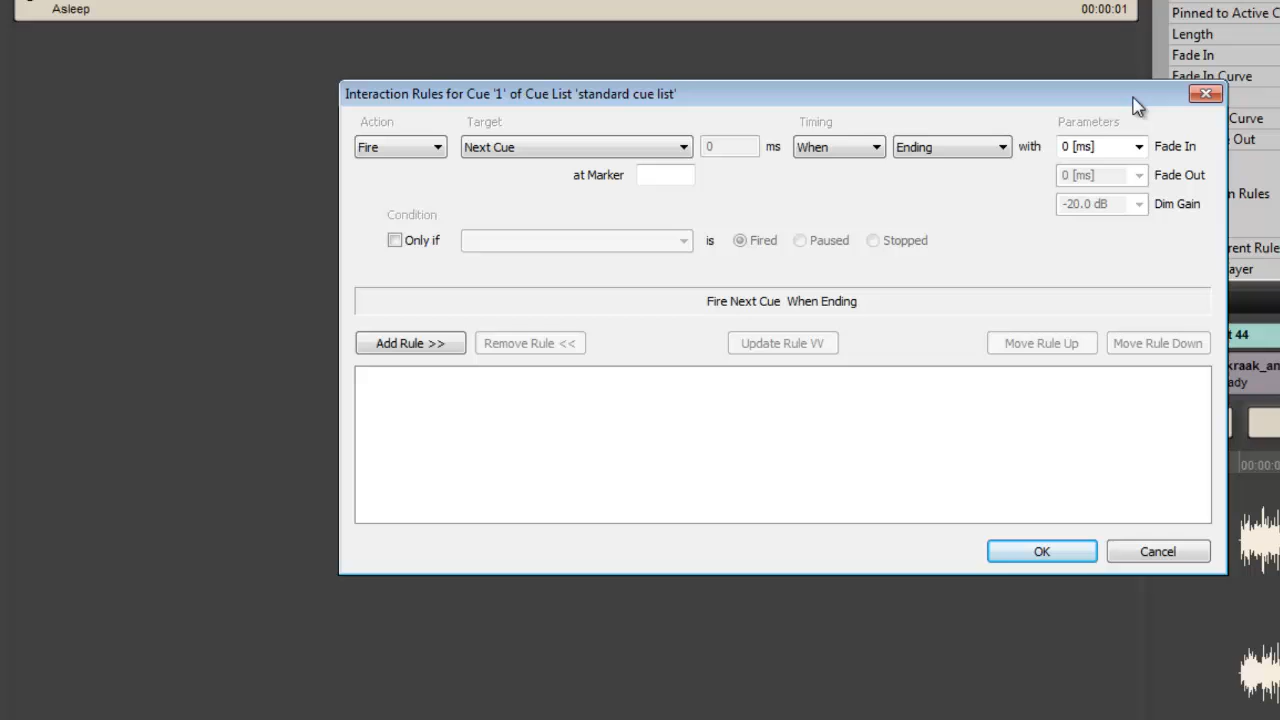 Asleep
00:00:01
Pinned to Active C
Length
Fade In
Fade In Curve
Interaction Rules for Cue '1' of Cue List 'standard cue list'
Curve
Out
n Rules
rent Rule
ayer
t 44
kraak_an
ady
00:00:0
Action
Target
Timing
Parameters
Fire
Next Cue
0
ms
When
Ending
with
0 [ms]
Fade In
at Marker
0 [ms]
Fade Out
-20.0 dB
Dim Gain
Condition
Only if
is
Fired
Paused
Stopped
Fire Next Cue When Ending
Add Rule >>
Remove Rule <<
Update Rule VV
Move Rule Up
Move Rule Down
OK
Cancel